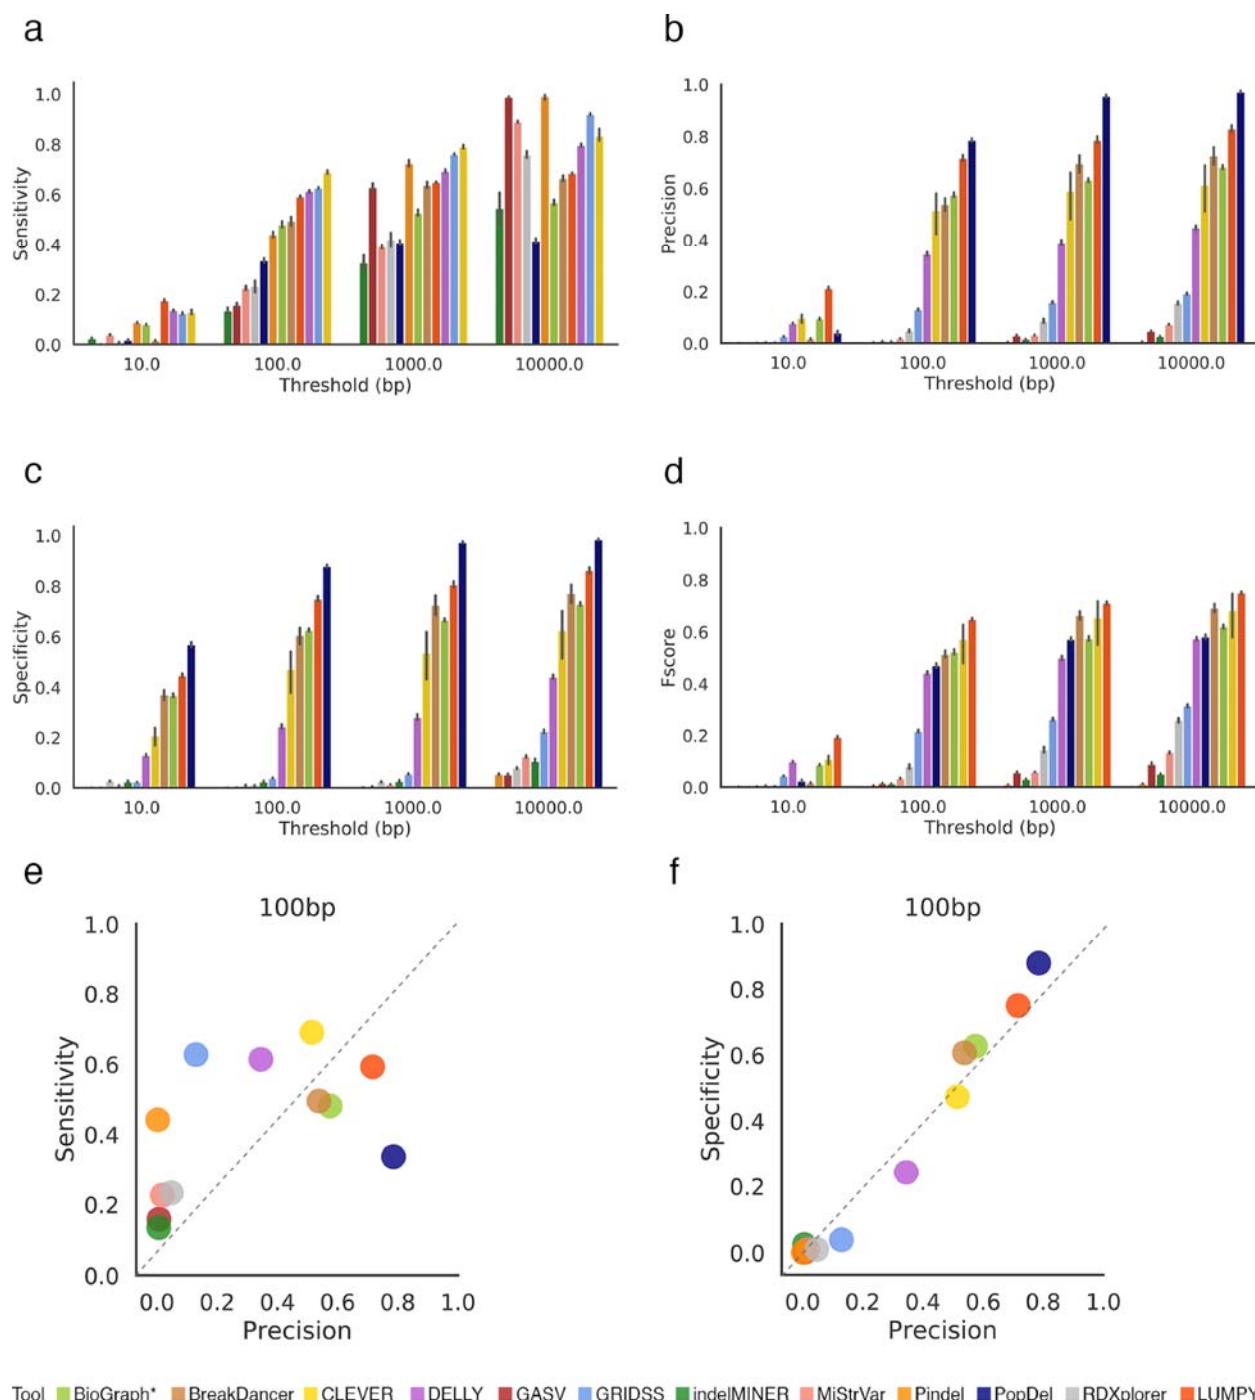 a
b
1.0
0.8
0.6
0.4
0.2
0.0
Sensitivity
10.0 100.0 1000.0 10000.0
Threshold (bp)
1.0
0.8
0.6
0.4
0.2
0.0
Precision
10.0 100.0 1000.0 10000.0
Threshold (bp)
c
d
1.0
0.8
0.6
0.4
0.2
0.0
Specificity
10.0 100.0 1000.0 10000.0
Threshold (bp)
1.0
0.8
0.6
0.4
0.2
0.0
Fscore
10.0 100.0 1000.0 10000.0
Threshold (bp)
e
f
100bp
1.0
0.8
0.6
0.4
0.2
0.0
Sensitivity
0.0 0.2 0.4 0.6 0.8 1.0
Precision
100bp
1.0
0.8
0.6
0.4
0.2
0.0
Specificity
0.0 0.2 0.4 0.6 0.8 1.0
Precision
Tool BioGraph* BreakDancer CLEVER DELLY GASV GRIDSS indelMINER MiStrVar Pindel PopDel RDXplorer LUMPY